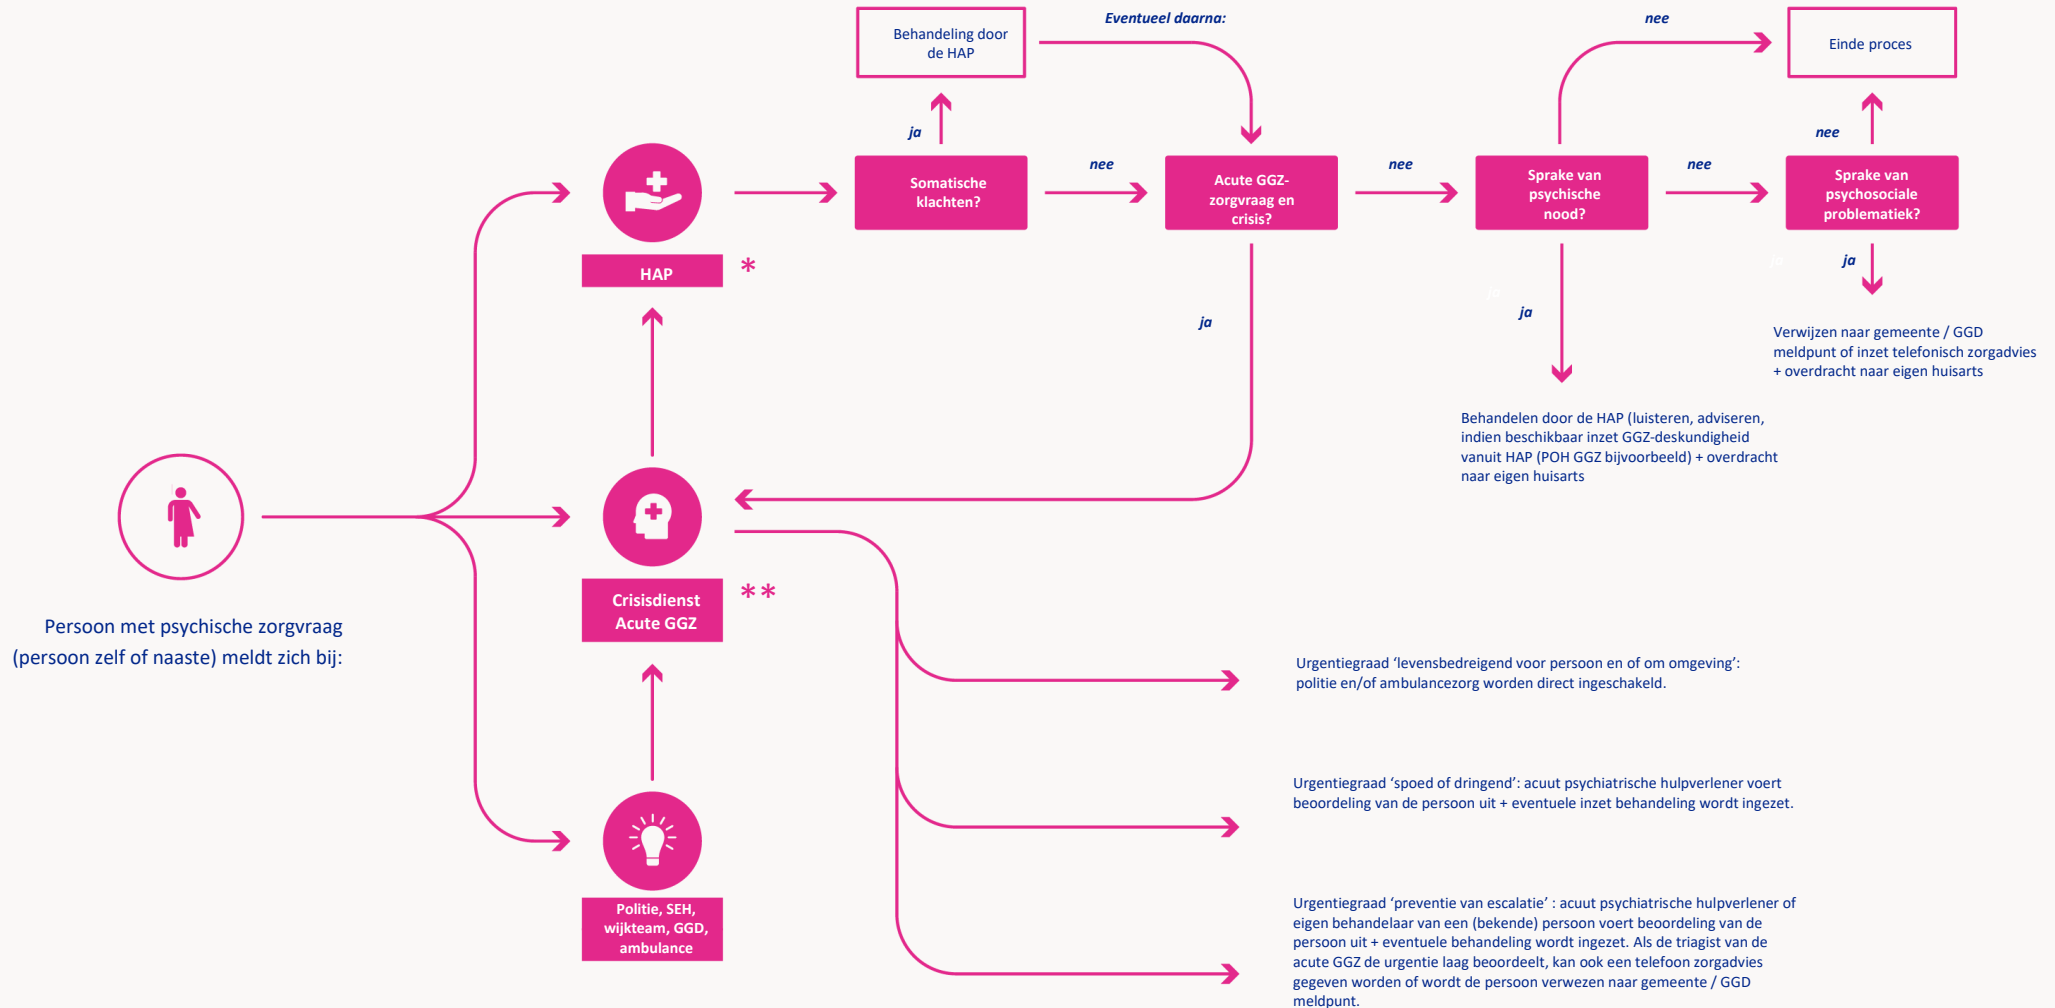 Eventueel daarna:
nee
Behandeling door
de HAP
Einde proces
ja
nee
nee
nee
nee
Somatische
klachten?
Acute GGZ-
zorgvraag en
crisis?
Sprake van
psychische
nood?
Sprake van
psychosociale
problematiek?
HAP
*
ja
ja
ja
ja
ja
Verwijzen naar gemeente / GGD
meldpunt of inzet telefonisch zorgadvies
+ overdracht naar eigen huisarts
Behandelen door de HAP (luisteren, adviseren,
indien beschikbaar inzet GGZ-deskundigheid
vanuit HAP (POH GGZ bijvoorbeeld) + overdracht
naar eigen huisarts
Crisisdienst
Acute GGZ
**
Persoon met psychische zorgvraag
(persoon zelf of naaste) meldt zich bij:
Urgentiegraad ‘levensbedreigend voor persoon en of om omgeving’:
politie en/of ambulancezorg worden direct ingeschakeld.
Urgentiegraad ‘spoed of dringend’: acuut psychiatrische hulpverlener voert
beoordeling van de persoon uit + eventuele inzet behandeling wordt ingezet.
Politie, SEH,
wijkteam, GGD,
ambulance
Urgentiegraad ‘preventie van escalatie’ : acuut psychiatrische hulpverlener of
eigen behandelaar van een (bekende) persoon voert beoordeling van de
persoon uit + eventuele behandeling wordt ingezet. Als de triagist van de
acute GGZ de urgentie laag beoordeelt, kan ook een telefoon zorgadvies
gegeven worden of wordt de persoon verwezen naar gemeente / GGD
meldpunt.